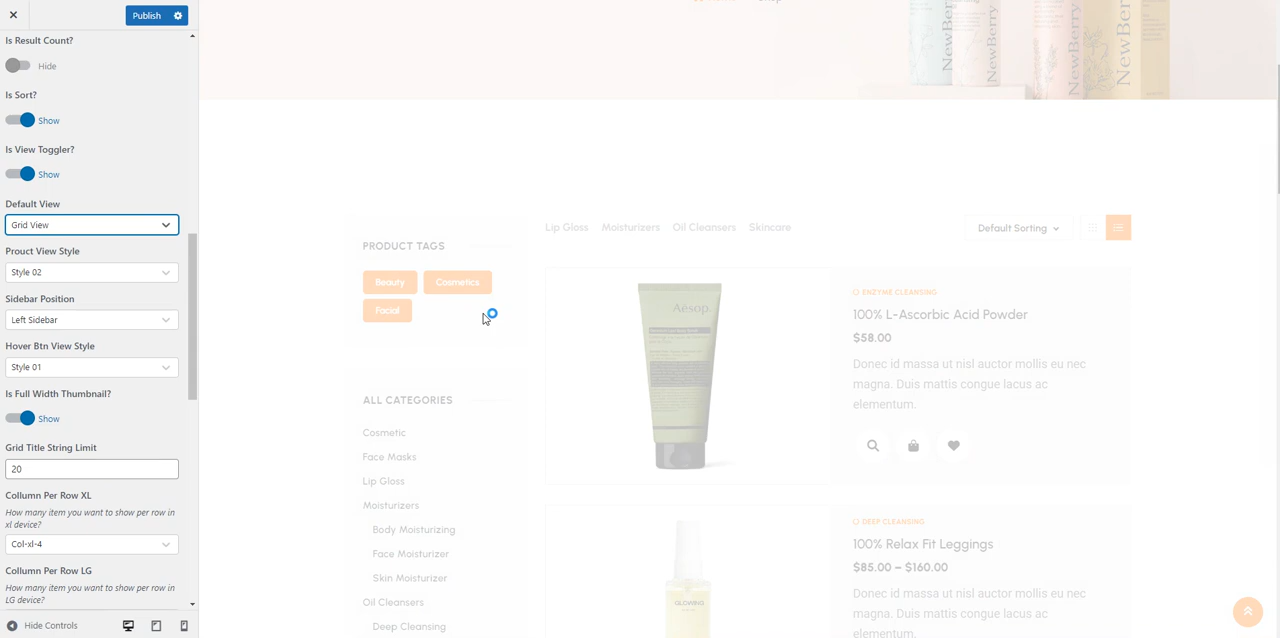 Publish
Is Result Count?
Hide
Is Sort?
Show
Is View Toggler?
Show
Default View
Grid View
Prouct View Style
Style 02
Sidebar Position
Left Sidebar
Hover Btn View Style
Style 01
Is Full Width Thumbnail?
Show
Grid Title String Limit
20
Column Per Row XL
How many item you want to show per row in
xl device?
Col-xl-4
Column Per Row LG
How many item you want to show per row in
LG device?
Hide Controls
NewBerry
NewBerry
NewBerry
NewBerry
PRODUCT TAGS
Beauty
Cosmetics
Facial
ALL CATEGORIES
Cosmetic
Face Masks
Lip Gloss
Moisturizers
Body Moisturizing
Face Moisturizer
Skin Moisturizer
Oil Cleansers
Deep Cleansing
Lip Gloss Moisturizers Oil Cleansers Skincare
Default Sorting
Aēsop.
ENZYME CLEANSING
100% L-Ascorbic Acid Powder
$58.00
Donec id massa ut nisl auctor mollis eu nec
magna. Duis mattis congue lacus ac
elementum.
GLOWING
DEEP CLEANSING
100% Relax Fit Leggings
$85.00 – $160.00
Donec id massa ut nisl auctor mollis eu nec
magna. Duis mattis congue lacus ac
elementum.